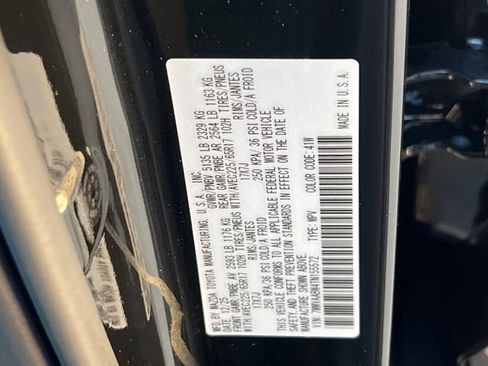 MFG.BY MAZDA TOYOTA MANUFACTURING, U.S.A., INC.
12/25 GVWR/PNBV 5135 LB 2329 KG
FRONT GAWR/PNBE AV 2593 LB 1176 KG REAR GAWR/PNBE AR 2564 LB 1163 KG
WITH/AVEC225/65R17 102H TIRES/PNEUS WITH/AVEC225/65R17 102H TIRES/PNEUS
17X7J RIMS/JANTES 17X7J RIMS/JANTES
250 KPA/36 PSI COLD/A FROID 250 KPA/36 PSI COLD/A FROID
THIS VEHICLE CONFORMS TO ALL APPLICABLE FEDERAL MOTOR VEHICLE
SAFETY AND THEFT PREVENTION STANDARDS IN EFFECT ON THE DATE OF
MANUFACTURE SHOWN ABOVE.
TYPE: MPV
COLOR CODE: 41W MADE IN U.S.A.